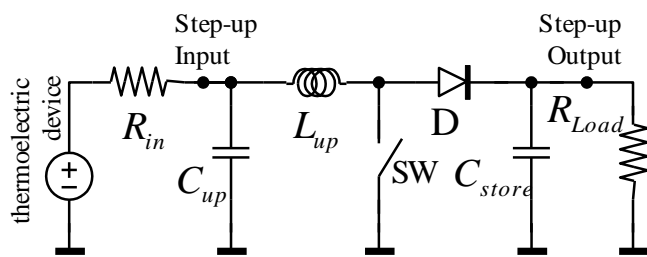 Step-up
Input
Step-up
Output
thermoelectric
device
R_in
L_up
D
R_Load
C_up
SW
C_store